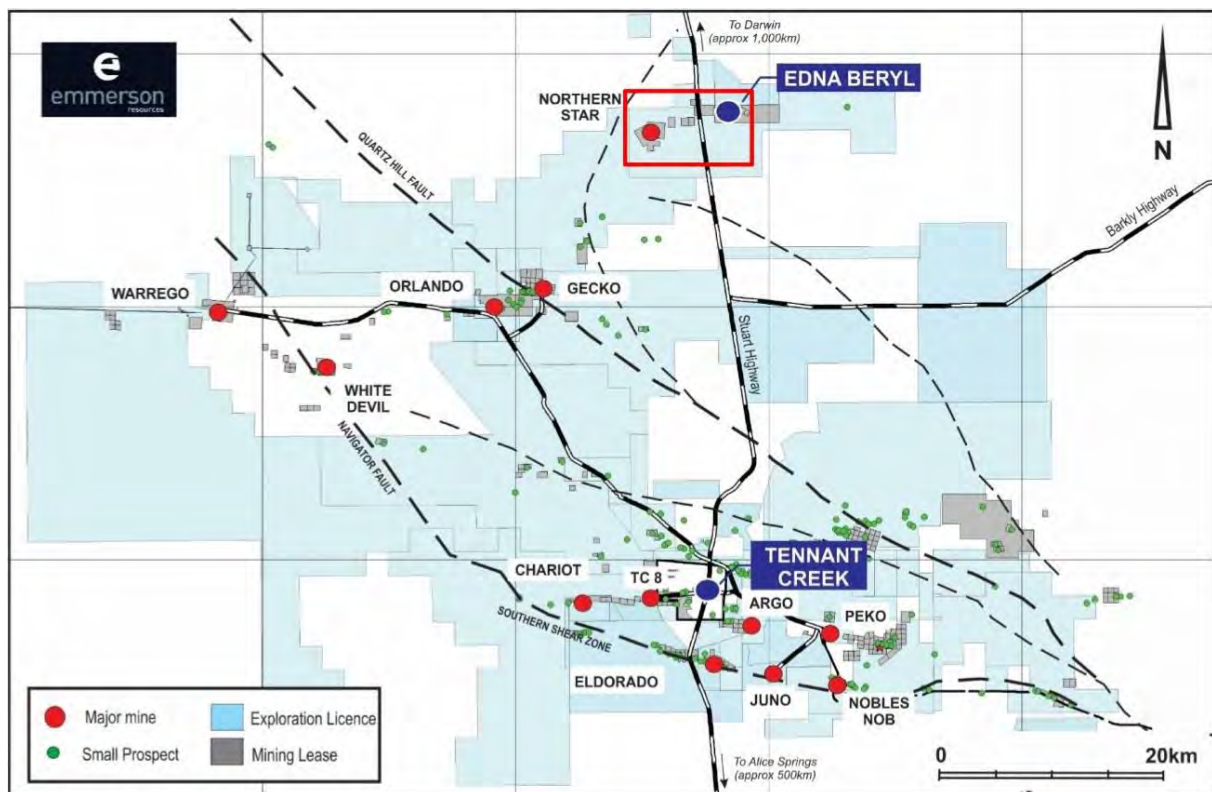 To Darwin
(approx 1,000km)
e
emmerson
resources
EDNA BERYL
NORTHERN
STAR
N
QUARTZ HILL FAULT
Barkly Highway
WARREGO
ORLANDO
GECKO
Stuart Highway
WHITE
DEVIL
NAVIGATOR FAULT
TENNANT
CREEK
CHARIOT
TC 8
ARGO
PEKO
SOUTHERN SHEAR ZONE
ELDORADO
JUNO
NOBLES
NOB
Major mine
Exploration Licence
Small Prospect
Mining Lease
To Alice Springs
(approx 500km)
0
20km